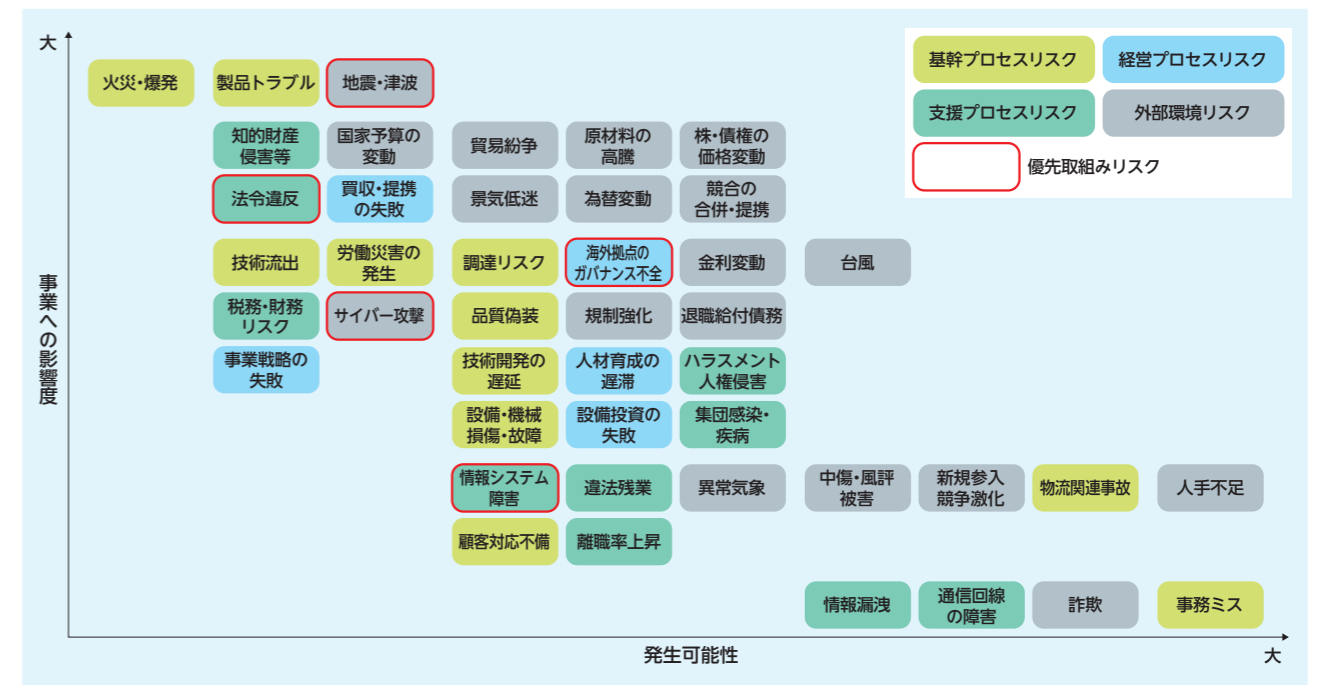 大
事業への影響度
火災・爆発
製品トラブル
地震・津波
基幹プロセスリスク
経営プロセスリスク
支援プロセスリスク
外部環境リスク
優先取組みリスク
知的財産
侵害等
国家予算の
変動
貿易紛争
原材料の
高騰
株・債権の
価格変動
法令違反
買収・提携
の失敗
景気低迷
為替変動
競合の
合併・提携
技術流出
労働災害の
発生
調達リスク
海外拠点の
ガバナンス不全
金利変動
台風
税務・財務
リスク
サイバー攻撃
品質偽装
規制強化
退職給付債務
事業戦略の
失敗
技術開発の
遅延
人材育成の
遅滞
ハラスメント
人権侵害
設備・機械
損傷・故障
設備投資の
失敗
集団感染・
疾病
情報システム
障害
違法残業
異常気象
中傷・風評
被害
新規参入
競争激化
物流関連事故
人手不足
顧客対応不備
離職率上昇
情報漏洩
通信回線
の障害
詐欺
事務ミス
発生可能性
大